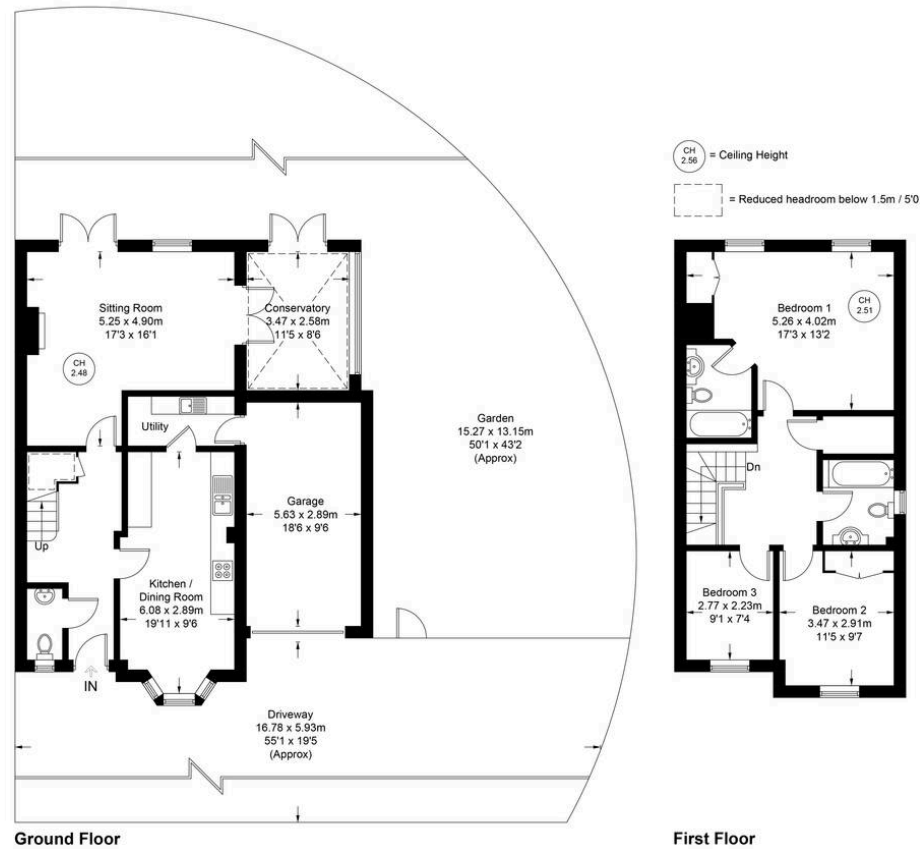 CH
2.56
= Ceiling Height
= Reduced headroom below 1.5m / 5'0
Sitting Room
5.25 x 4.90m
17'3 x 16'1
CH
2.48
Conservatory
3.47 x 2.58m
11'5 x 8'6
Utility
Garden
15.27 x 13.15m
50'1 x 43'2
(Approx)
Garage
5.63 x 2.89m
18'6 x 9'6
Up
Kitchen /
Dining Room
6.08 x 2.89m
19'11 x 9'6
IN
Driveway
16.78 x 5.93m
55'1 x 19'5
(Approx)
Ground Floor
Bedroom 1
5.26 x 4.02m
17'3 x 13'2
CH
2.51
Dn
Bedroom 3
2.77 x 2.23m
9'1 x 7'4
Bedroom 2
3.47 x 2.91m
11'5 x 9'7
First Floor